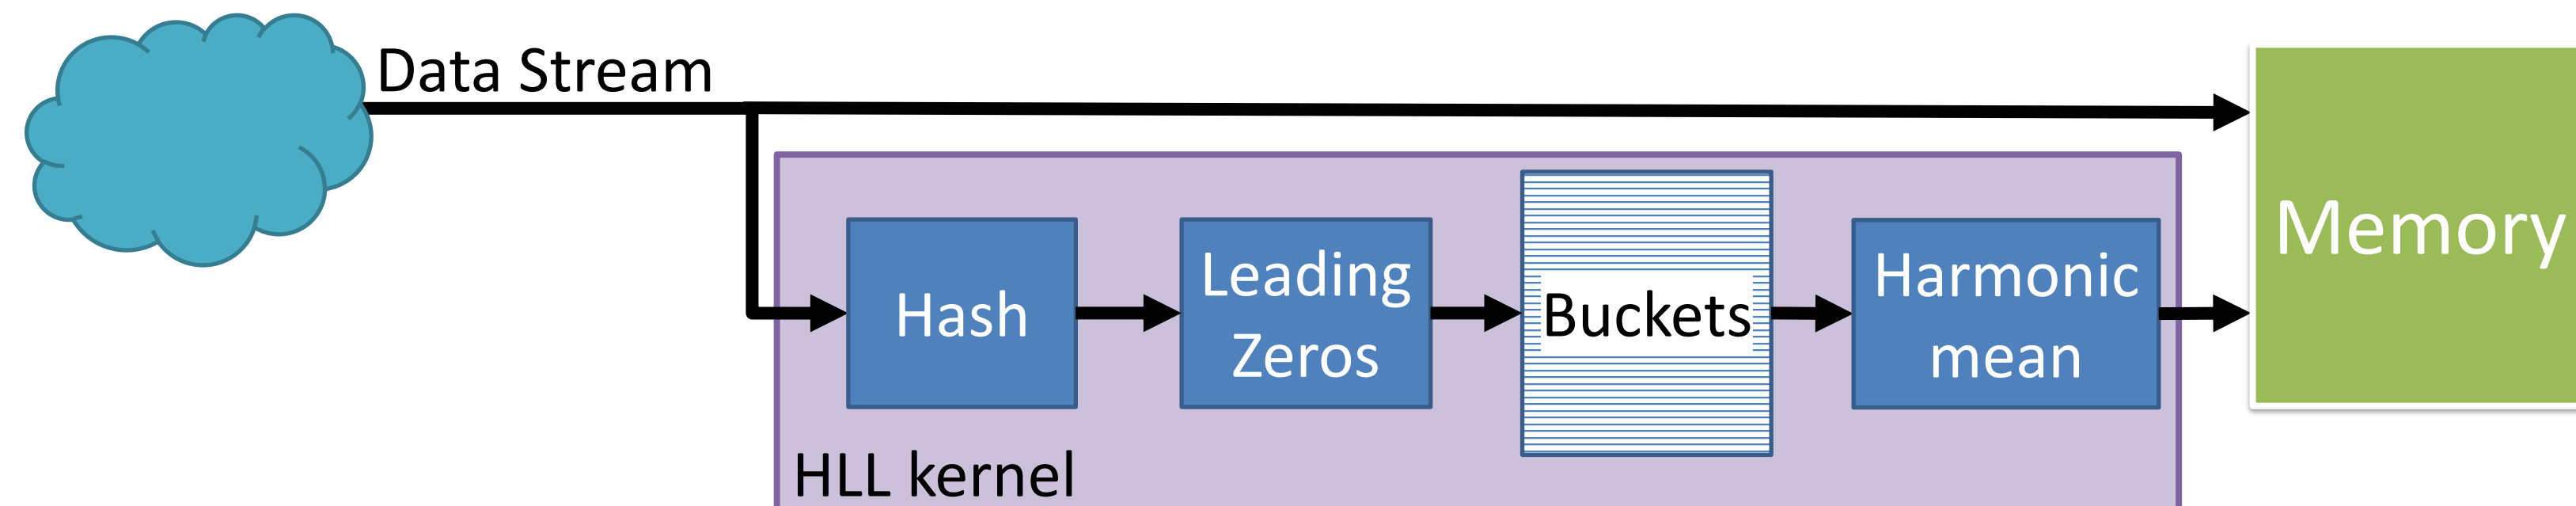 Data Stream
Hash
Leading
Zeros
Buckets
Harmonic
mean
Memory
HLL kernel